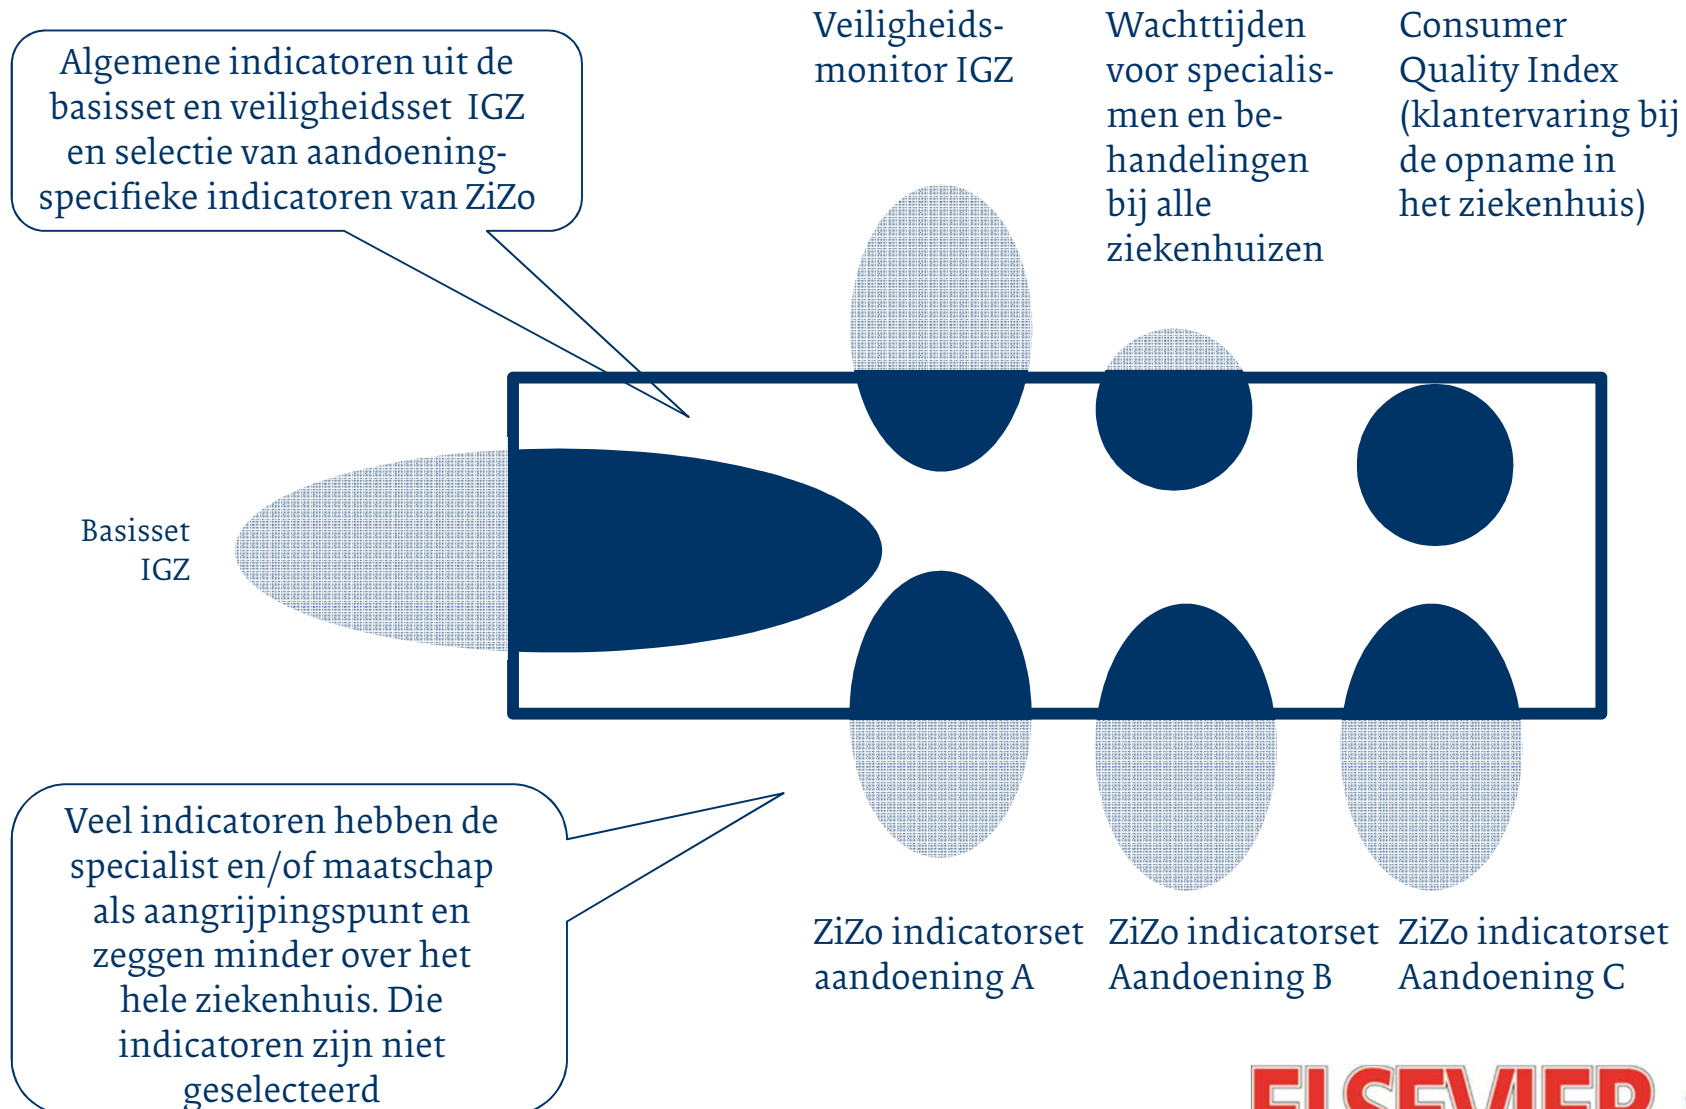 Algemene indicatoren uit de
basisset en veiligheidsset IGZ
en selectie van aandoening-
specifieke indicatoren van ZiZo
Veiligheids-
monitor IGZ
Wachttijden
voor specialis-
men en be-
handelingen
bij alle
ziekenhuizen
Consumer
Quality Index
(klantervaring bij
de opname in
het ziekenhuis)
Basisset
IGZ
Veel indicatoren hebben de
specialist en/of maatschap
als aangrijpingspunt en
zeggen minder over het
hele ziekenhuis. Die
indicatoren zijn niet
geselecteerd
ZiZo indicatorset
aandoening A
ZiZo indicatorset
Aandoening B
ZiZo indicatorset
Aandoening C
ELSEVIER